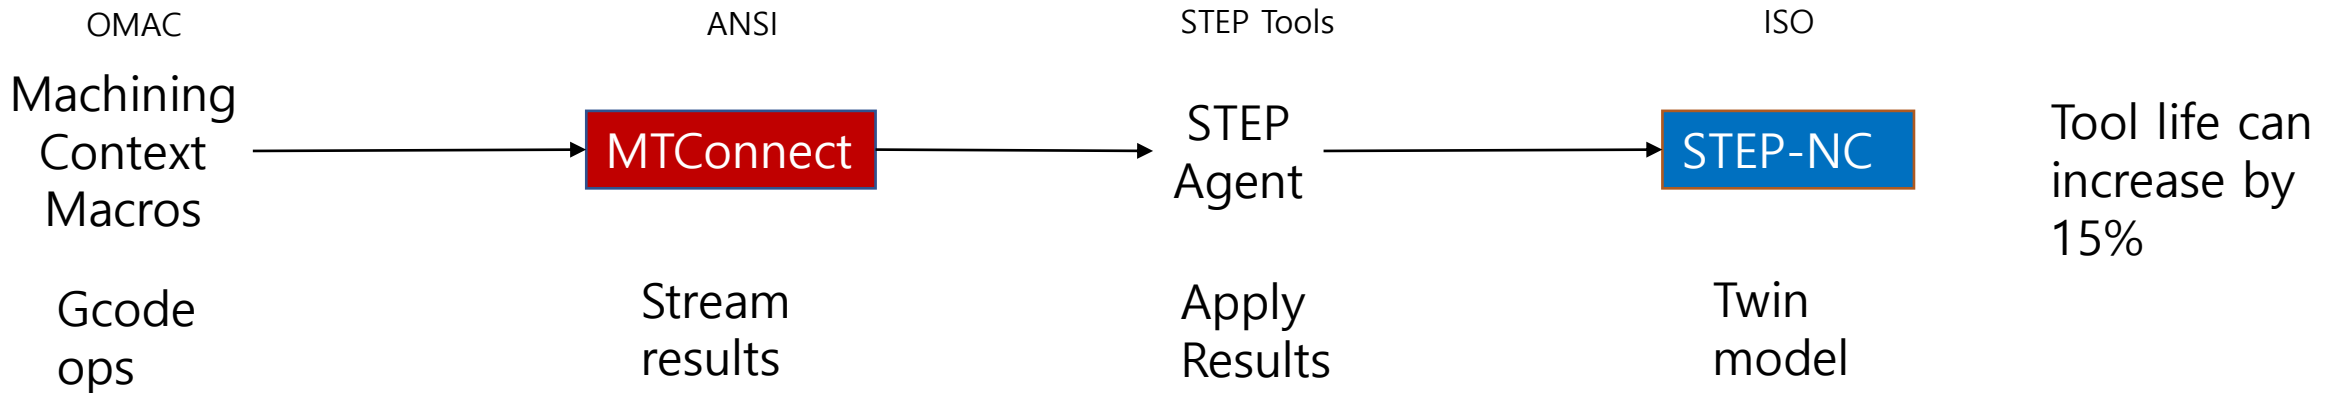 OMAC
ANSI
STEP Tools
ISO
Machining
Context
Macros
MTConnect
STEP
Agent
STEP-NC
Tool life can
increase by
15%
Gcode
ops
Stream
results
Apply
Results
Twin
model